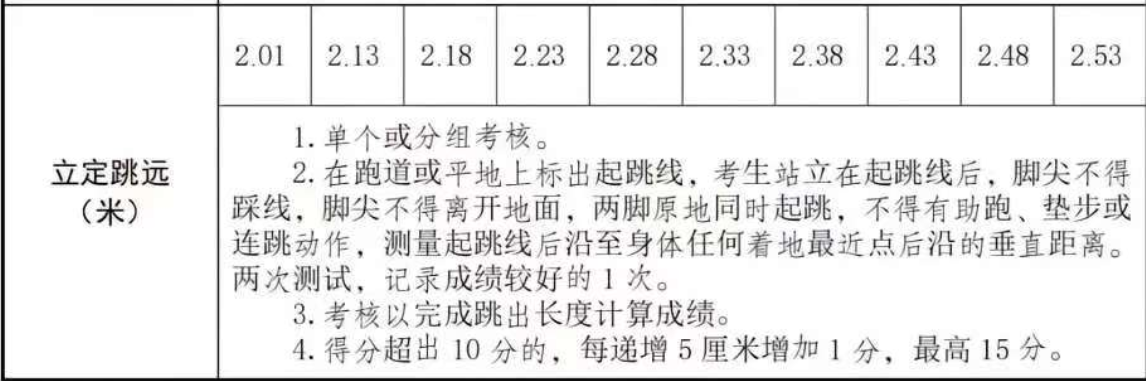 立定跳远
（米）
2.01 2.13 2.18 2.23 2.28 2.33 2.38 2.43 2.48 2.53
1.单个或分组考核。
2.在跑道或平地上标出起跳线，考生站立在起跳线后，脚尖不得
踩线，脚尖不得离开地面，两脚原地同时起跳，不得有助跑、垫步或
连跳动作，测量起跳线后沿至身体任何着地最近点后沿的垂直距离。
两次测试，记录成绩较好的 1 次。
3.考核以完成跳出长度计算成绩。
4.得分超出 10 分的，每递增 5 厘米增加 1 分，最高 15 分。